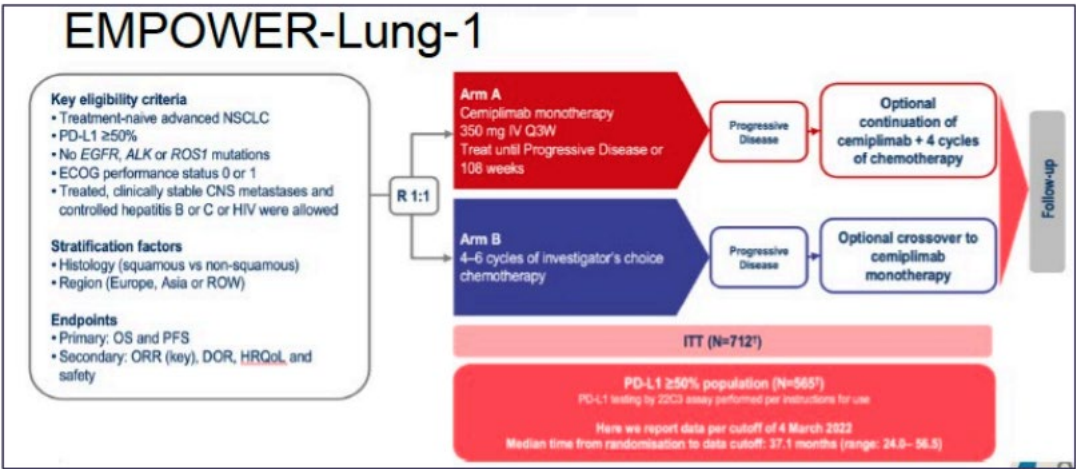 EMPOWER-Lung-1
Key eligibility criteria
• Treatment-naive advanced NSCLC
• PD-L1 ≥50%
• No EGFR, ALK or ROS1 mutations
• ECOG performance status 0 or 1
• Treated, clinically stable CNS metastases and
controlled hepatitis B or C or HIV were allowed
Stratification factors
• Histology (squamous vs non-squamous)
• Region (Europe, Asia or ROW)
Endpoints
• Primary: OS and PFS
• Secondary: ORR (key), DOR, HRQoL and
safety
R 1:1
Arm A
Cemiplimab monotherapy
350 mg IV Q3W
Treat until Progressive Disease or
108 weeks
Progressive
Disease
Optional
continuation of
cemiplimab + 4 cycles
of chemotherapy
Arm B
4–6 cycles of investigator's choice
chemotherapy
Progressive
Disease
Optional crossover to
cemiplimab
monotherapy
Follow-up
ITT (N=712†)
PD-L1 ≥50% population (N=565‡)
PD-L1 testing by 22C3 assay performed per instructions for use
Here we report data per cutoff of 4 March 2022
Median time from randomisation to data cutoff: 37.1 months (range: 24.0– 56.5)